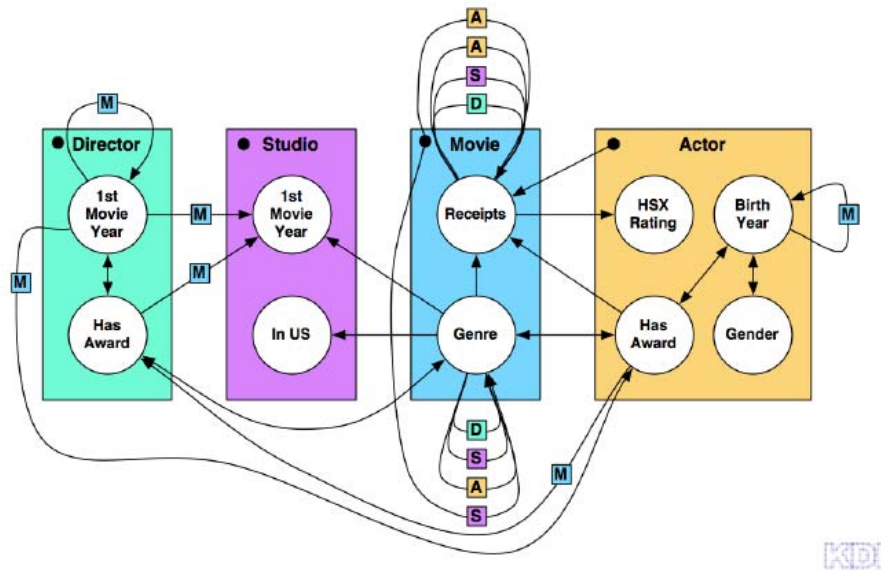 A
A
S
D
M
Director
Studio
Movie
Actor
1st
Movie
Year
M
1st
Movie
Year
Receipts
HSX
Rating
Birth
Year
M
M
M
Has
Award
In US
Genre
Has
Award
Gender
D
S
A
S
M
KDL